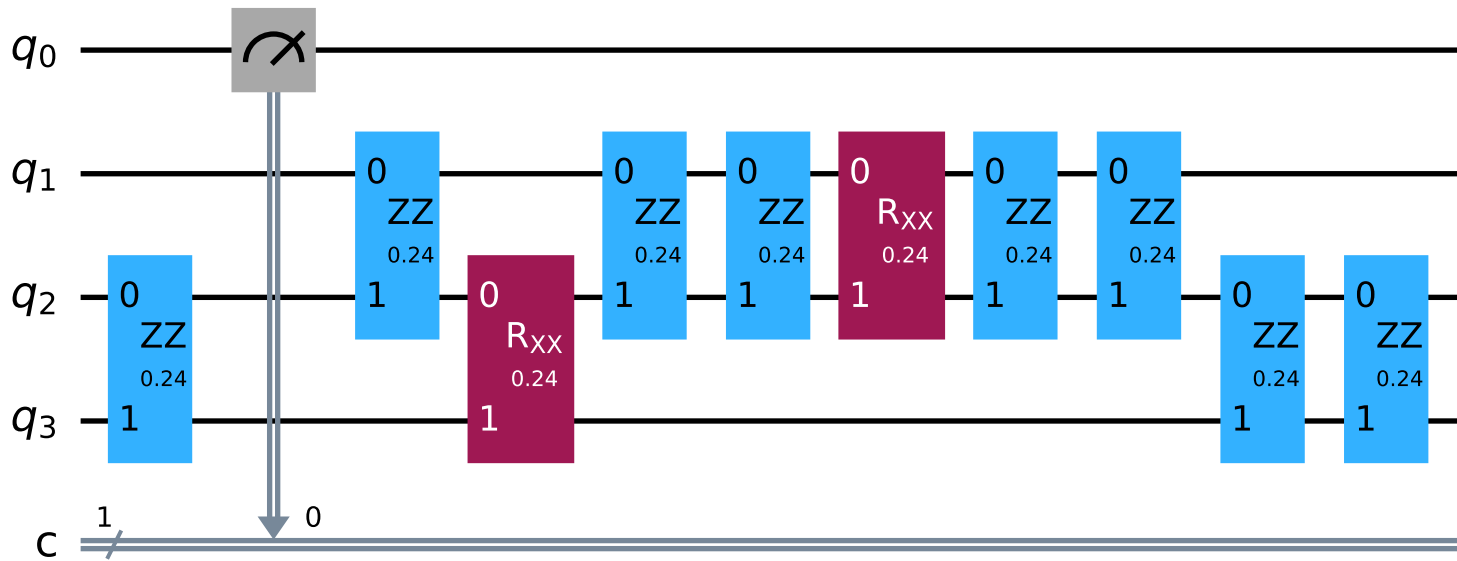 q0
q1
0 0 0 0 0 0
ZZ ZZ ZZ RXX ZZ ZZ
0.24 0.24 0.24 0.24 0.24 0.24
q2
0 1 0 1 1 1 1 1 0 0
ZZ RXX ZZ ZZ
0.24 0.24 0.24 0.24
q3
1 1 1 1
1 0
c